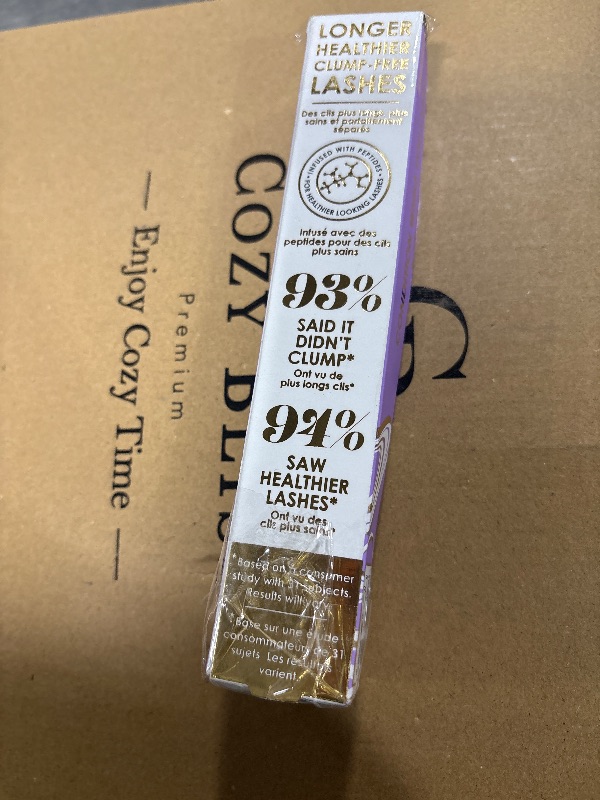 LONGER
HEALTHIER
CLUMP-FREE
LASHES
Des cils plus longs, plus
sains et parfaitement
séparés
• INFUSED WITH PEPTIDES •
FOR HEALTHIER LOOKING LASHES
Infusé avec des
peptides pour des cils
plus sains
93%
SAID IT
DIDN'T
CLUMP*
Ont vu de
plus longs cils*
94%
SAW
HEALTHIER
LASHES*
Ont vu des
cils plus sains*
*Based on a consumer
study with 31 subjects.
Results will vary.
*Base sur une étude
consommateurs de 31
sujets. Les résultats
varient.
COZY BLIS
Premium
— Enjoy Cozy Time —